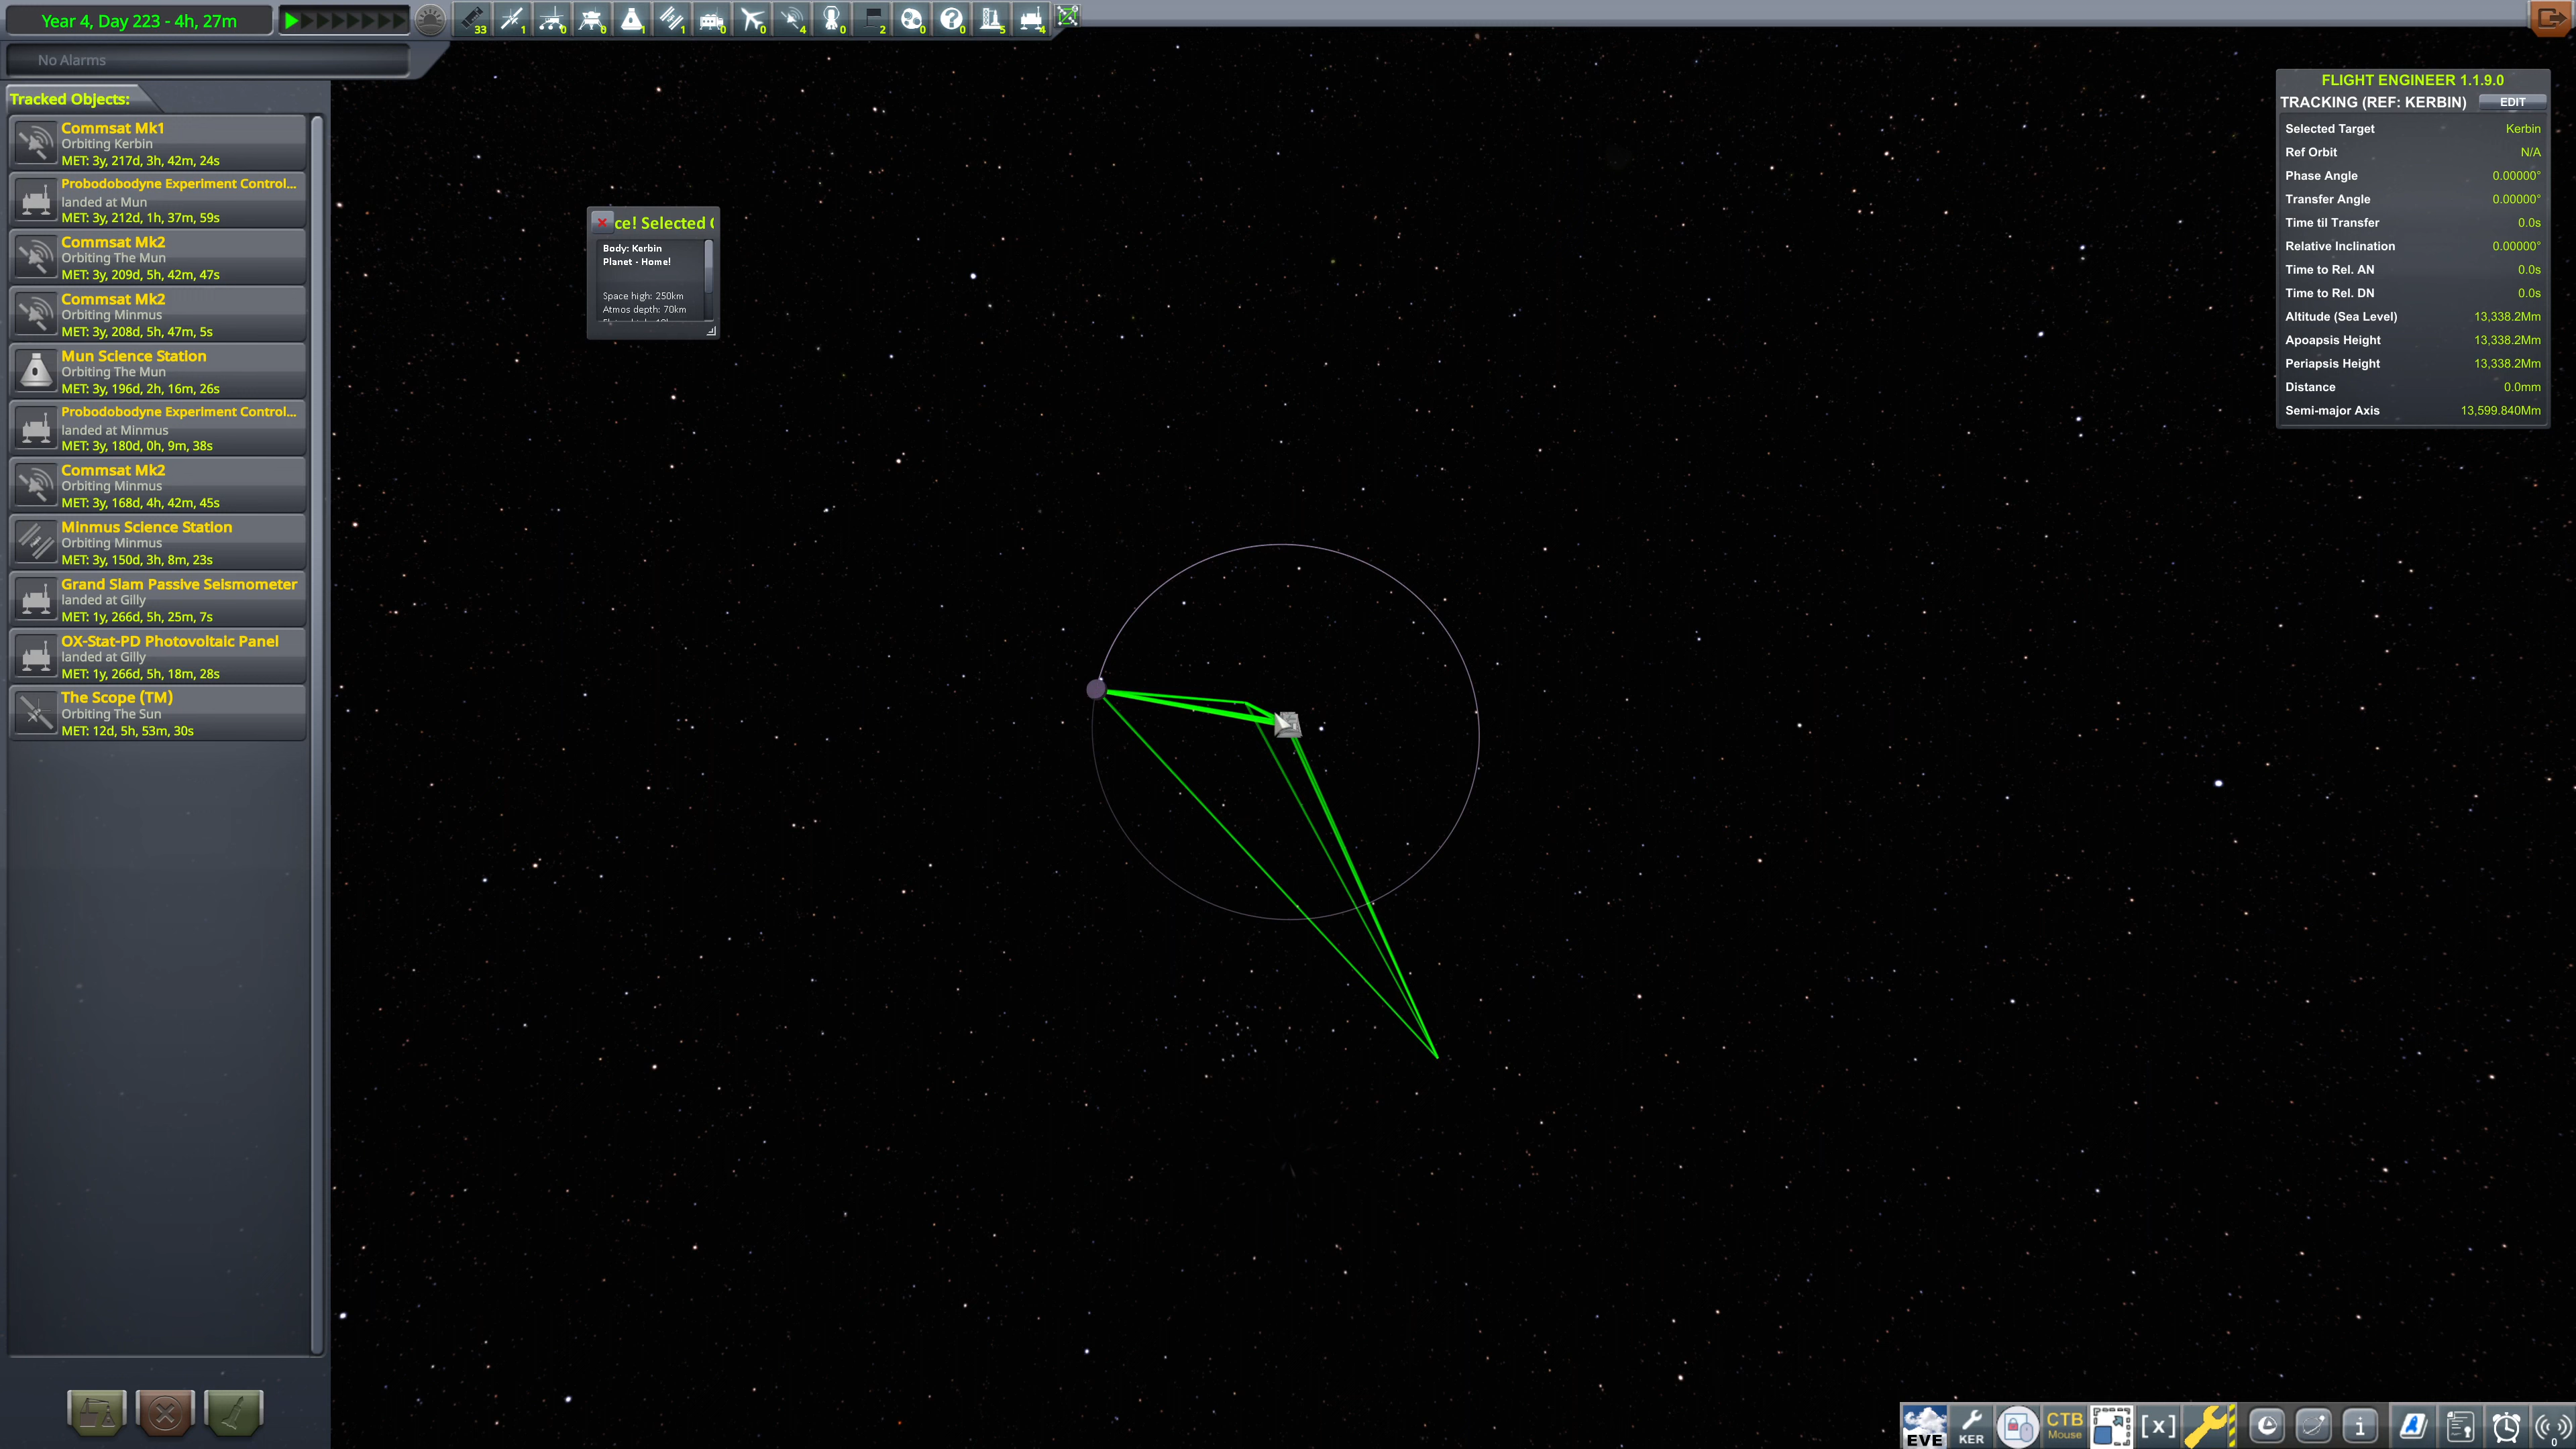 Year 4, Day 223 - 4h, 27m
33
1
0
0
1
1
0
0
4
0
2
0
0
5
4
No Alarms
Tracked Objects:
Commsat Mk1
Orbiting Kerbin
MET: 3y, 217d, 3h, 42m, 24s
Probodobodyne Experiment Control...
landed at Mun
MET: 3y, 212d, 1h, 37m, 59s
Commsat Mk2
Orbiting The Mun
MET: 3y, 209d, 5h, 42m, 47s
Commsat Mk2
Orbiting Minmus
MET: 3y, 208d, 5h, 47m, 5s
Mun Science Station
Orbiting The Mun
MET: 3y, 196d, 2h, 16m, 26s
Probodobodyne Experiment Control...
landed at Minmus
MET: 3y, 180d, 0h, 9m, 38s
Commsat Mk2
Orbiting Minmus
MET: 3y, 168d, 4h, 42m, 45s
Minmus Science Station
Orbiting Minmus
MET: 3y, 150d, 3h, 8m, 23s
Grand Slam Passive Seismometer
landed at Gilly
MET: 1y, 266d, 5h, 25m, 7s
OX-Stat-PD Photovoltaic Panel
landed at Gilly
MET: 1y, 266d, 5h, 18m, 28s
The Scope (TM)
Orbiting The Sun
MET: 12d, 5h, 53m, 30s
ce! Selected
Body: Kerbin
Planet - Home!
Space high: 250km
Atmos depth: 70km
FLIGHT ENGINEER 1.1.9.0
TRACKING (REF: KERBIN) EDIT
Selected Target Kerbin
Ref Orbit N/A
Phase Angle 0.00000°
Transfer Angle 0.00000°
Time til Transfer 0.0s
Relative Inclination 0.00000°
Time to Rel. AN 0.0s
Time to Rel. DN 0.0s
Altitude (Sea Level) 13,338.2Mm
Apoapsis Height 13,338.2Mm
Periapsis Height 13,338.2Mm
Distance 0.0mm
Semi-major Axis 13,599.840Mm
EVE
KER
CTB
Mouse
[x]
i
0